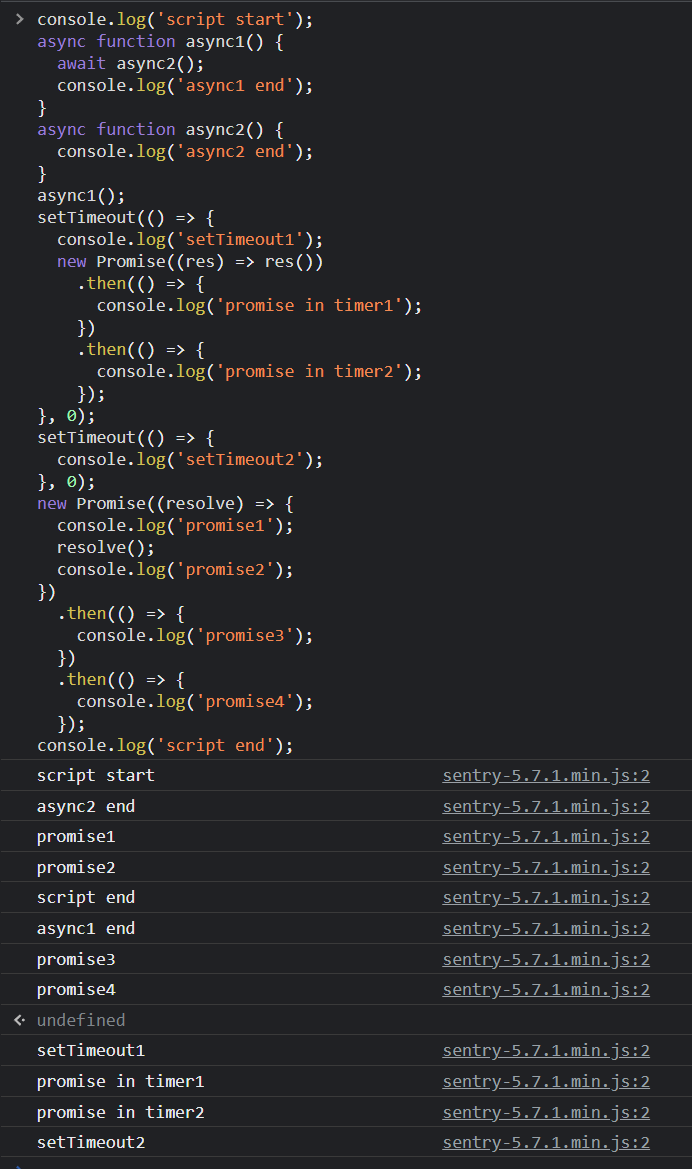 console.log('script start');
async function async1() {
  await async2();
  console.log('async1 end');
}
async function async2() {
  console.log('async2 end');
}
async1();
setTimeout(() => {
  console.log('setTimeout1');
  new Promise((res) => res())
    .then(() => {
      console.log('promise in timer1');
    })
    .then(() => {
      console.log('promise in timer2');
    });
}, 0);
setTimeout(() => {
  console.log('setTimeout2');
}, 0);
new Promise((resolve) => {
  console.log('promise1');
  resolve();
  console.log('promise2');
})
  .then(() => {
    console.log('promise3');
  })
  .then(() => {
    console.log('promise4');
  });
console.log('script end');
script start sentry-5.7.1.min.js:2
async2 end sentry-5.7.1.min.js:2
promise1 sentry-5.7.1.min.js:2
promise2 sentry-5.7.1.min.js:2
script end sentry-5.7.1.min.js:2
async1 end sentry-5.7.1.min.js:2
promise3 sentry-5.7.1.min.js:2
promise4 sentry-5.7.1.min.js:2
undefined
setTimeout1 sentry-5.7.1.min.js:2
promise in timer1 sentry-5.7.1.min.js:2
promise in timer2 sentry-5.7.1.min.js:2
setTimeout2 sentry-5.7.1.min.js:2